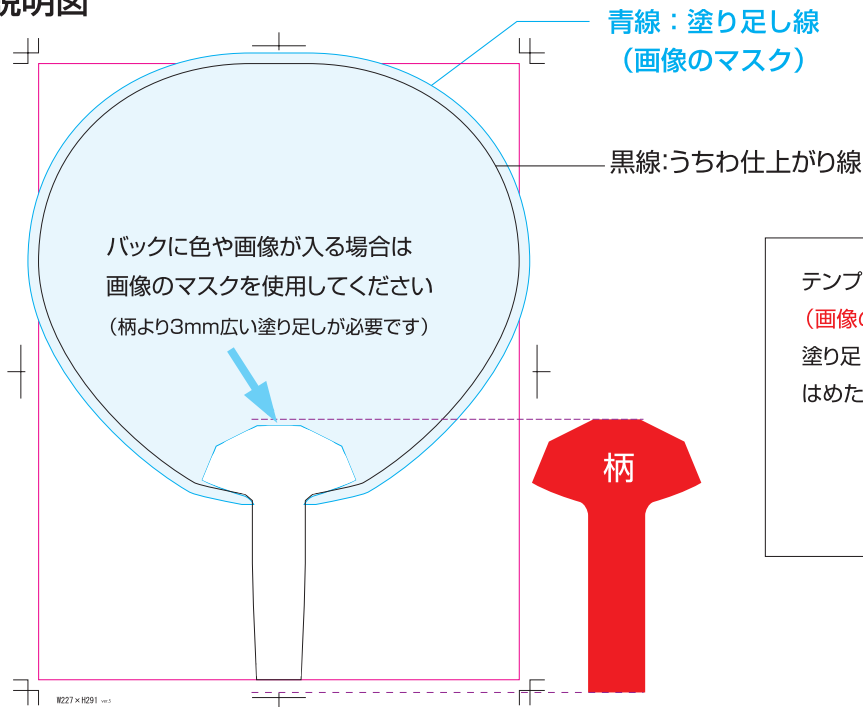 説明図
青線：塗り足し線
（画像のマスク）
黒線:うちわ仕上がり線
バックに色や画像が入る場合は
画像のマスクを使用してください
（柄より3mm広い塗り足しが必要です）
テンプ
（画像の
塗り足
はめた
柄
W227×H291 ver.3